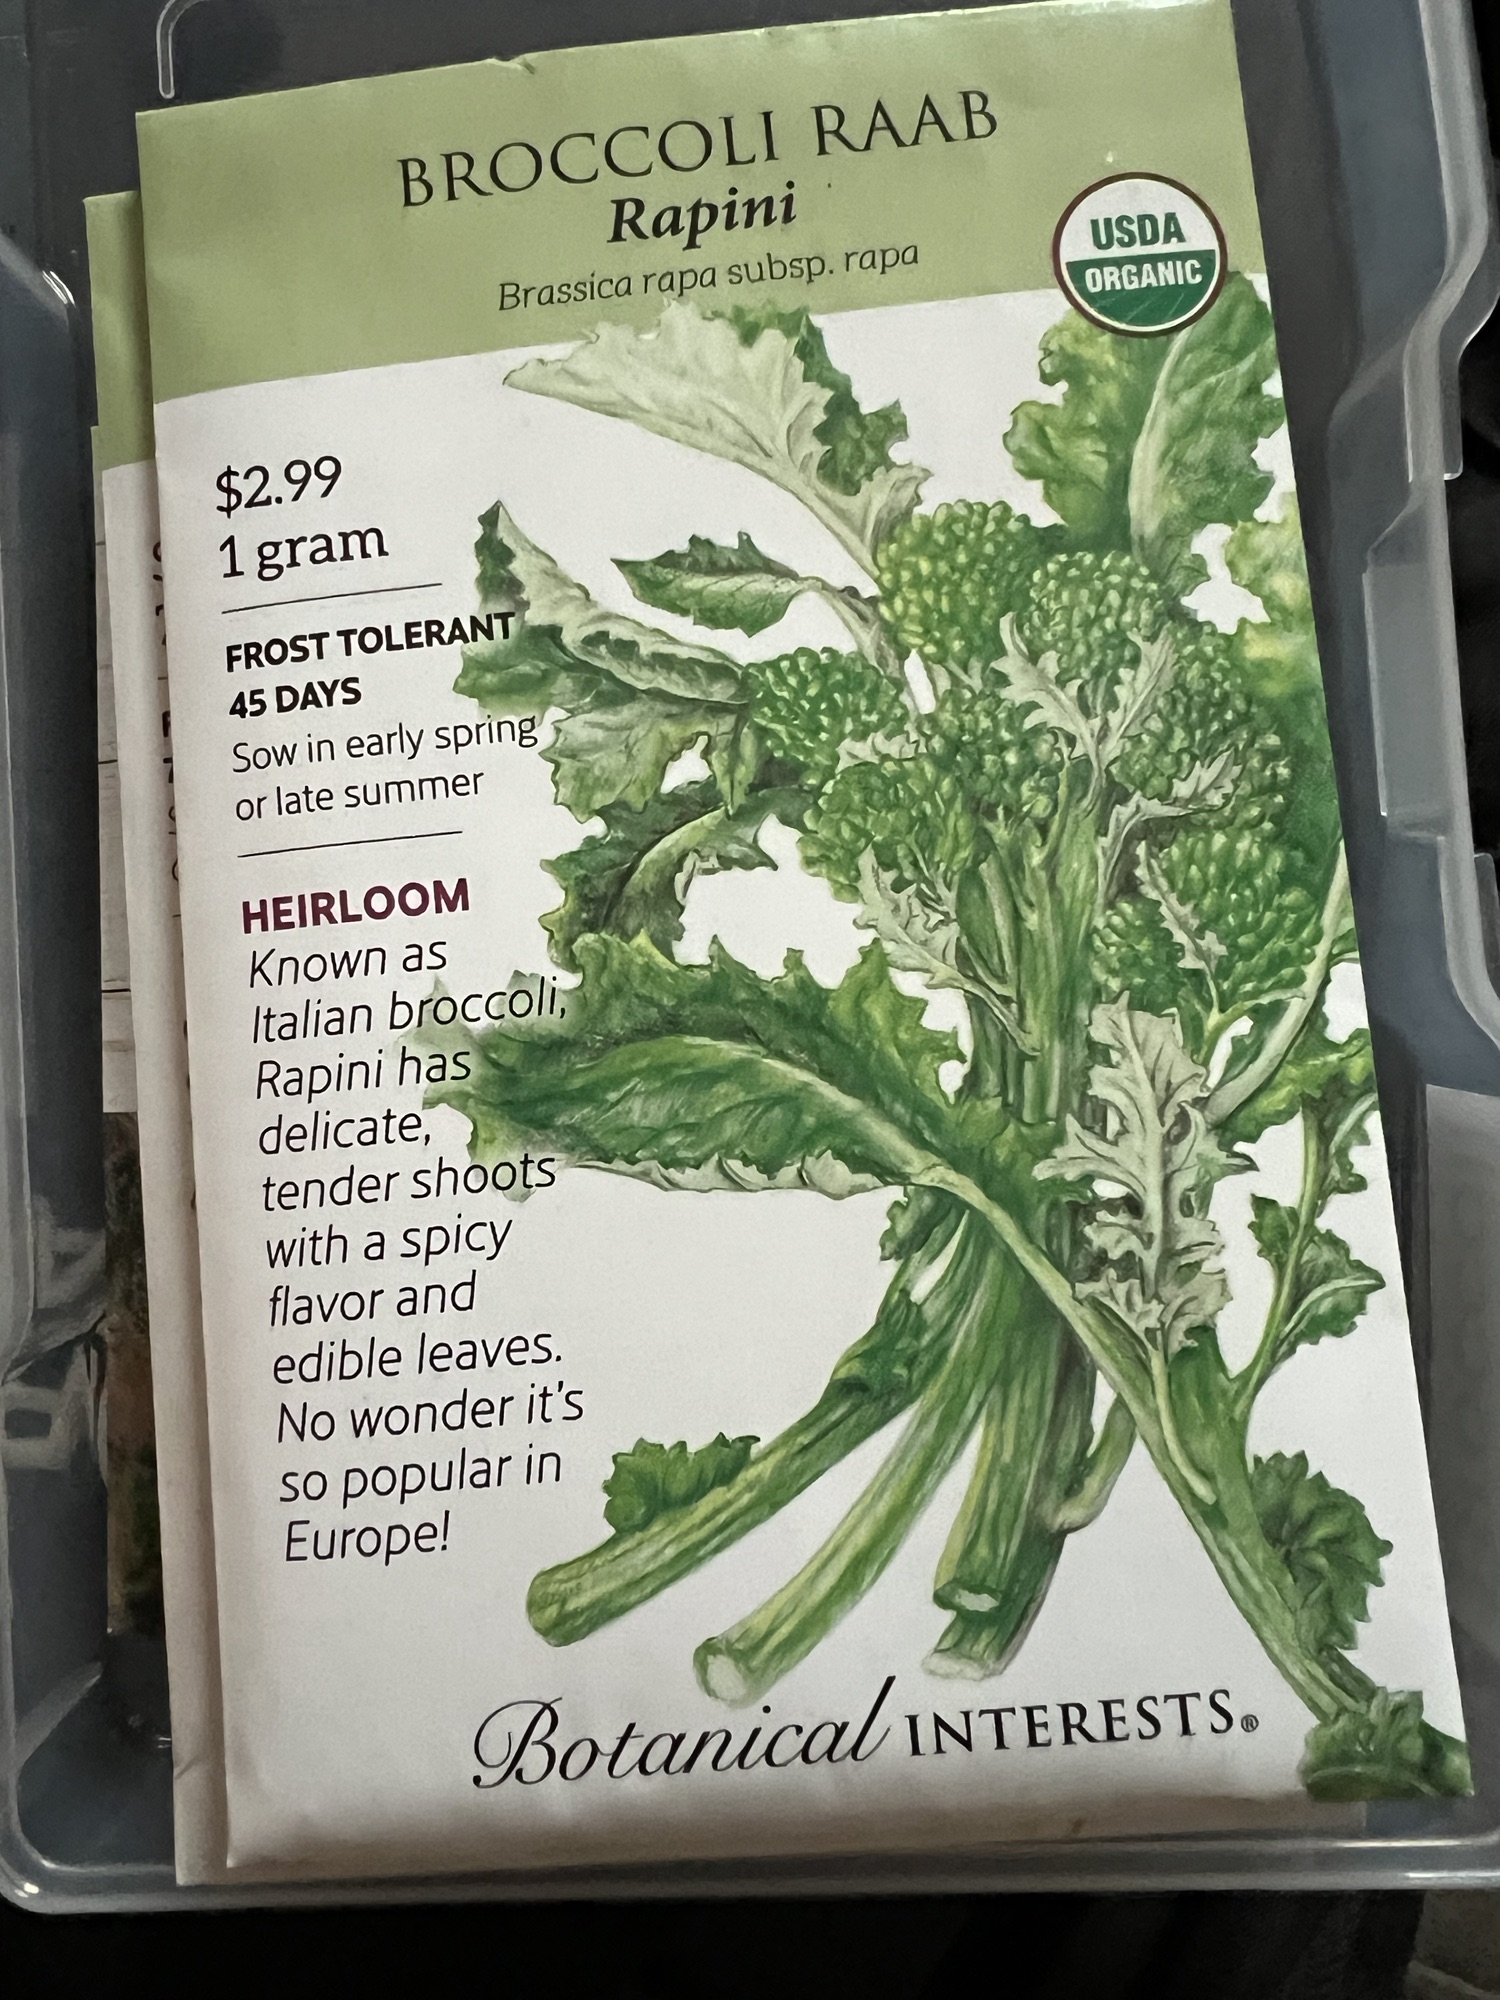 BROCCOLI RAAB
Rapini
Brassica rapa subsp. rapa
USDA
ORGANIC
$2.99
1 gram
FROST TOLERANT
45 DAYS
Sow in early spring
or late summer
HEIRLOOM
Known as
Italian broccoli,
Rapini has
delicate,
tender shoots
with a spicy
flavor and
edible leaves.
No wonder it's
so popular in
Europe!
Botanical INTERESTS®